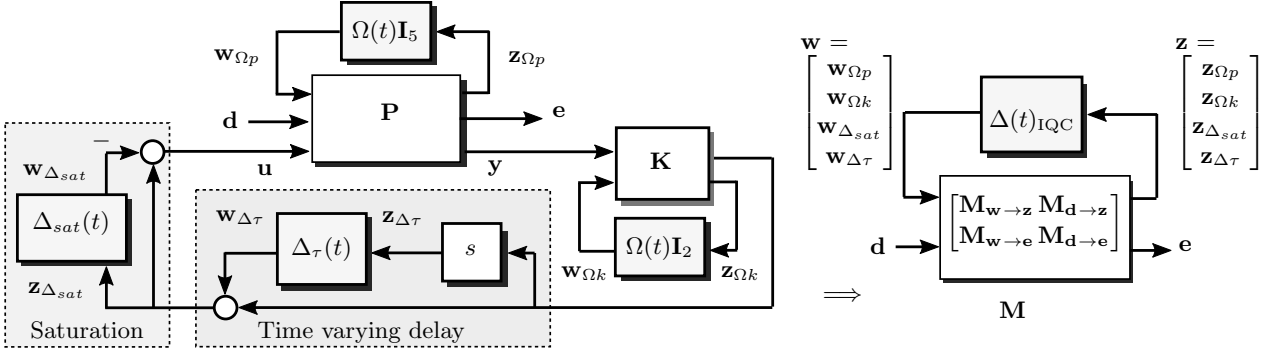 Ω(t)I₅
w_Ωp
z_Ωp
P
d
e
u
y
−
w_Δsat
Δ_sat(t)
z_Δsat
Saturation
w_Δτ
z_Δτ
Δ_τ(t)
s
Time varying delay
K
Ω(t)I₂
w_Ωk
z_Ωk
⟹
w =
[w_Ωp
w_Ωk
w_Δsat
w_Δτ]
z =
[z_Ωp
z_Ωk
z_Δsat
z_Δτ]
Δ(t)_IQC
[M_w→z M_d→z
M_w→e M_d→e]
d
e
M